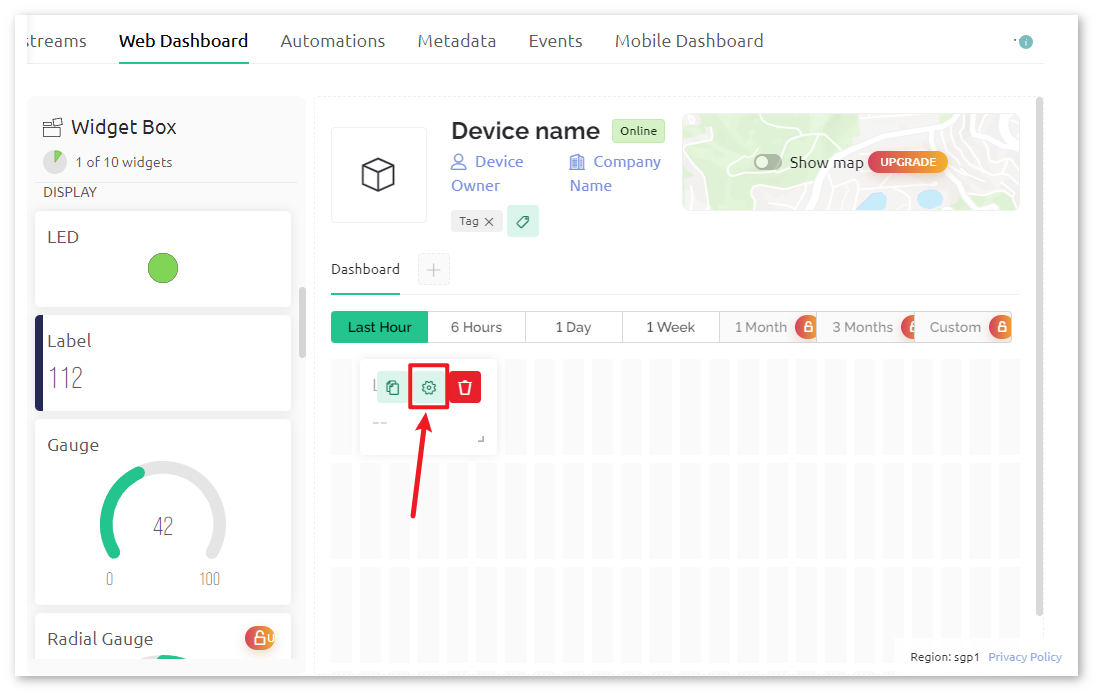 streams Web Dashboard Automations Metadata Events Mobile Dashboard
Widget Box
1 of 10 widgets
DISPLAY
LED
Label
112
Gauge
42
0 100
Radial Gauge
Device name Online
Device Owner
Company Name
Tag
Show map UPGRADE
Dashboard
Last Hour 6 Hours 1 Day 1 Week 1 Month 3 Months Custom
L
--
Region: sgp1 Privacy Policy